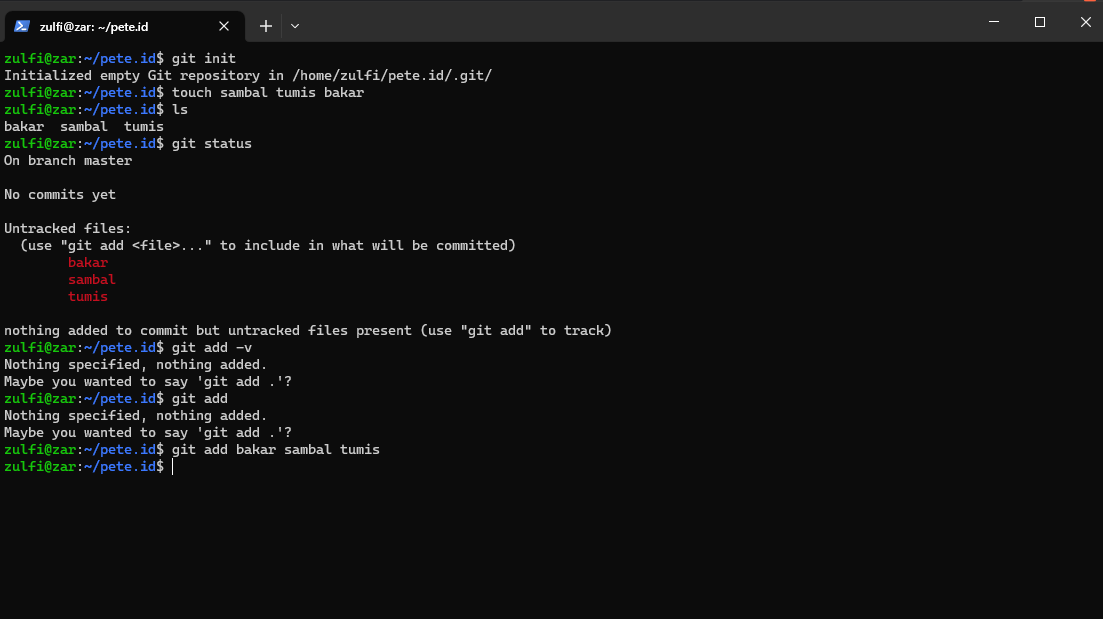 zulfi@zar: ~/pete.id
zulfi@zar:~/pete.id$ git init
Initialized empty Git repository in /home/zulfi/pete.id/.git/
zulfi@zar:~/pete.id$ touch sambal tumis bakar
zulfi@zar:~/pete.id$ ls
bakar  sambal  tumis
zulfi@zar:~/pete.id$ git status
On branch master
No commits yet
Untracked files:
  (use "git add <file>..." to include in what will be committed)
        bakar
        sambal
        tumis
nothing added to commit but untracked files present (use "git add" to track)
zulfi@zar:~/pete.id$ git add -v
Nothing specified, nothing added.
Maybe you wanted to say 'git add .'?
zulfi@zar:~/pete.id$ git add
Nothing specified, nothing added.
Maybe you wanted to say 'git add .'?
zulfi@zar:~/pete.id$ git add bakar sambal tumis
zulfi@zar:~/pete.id$